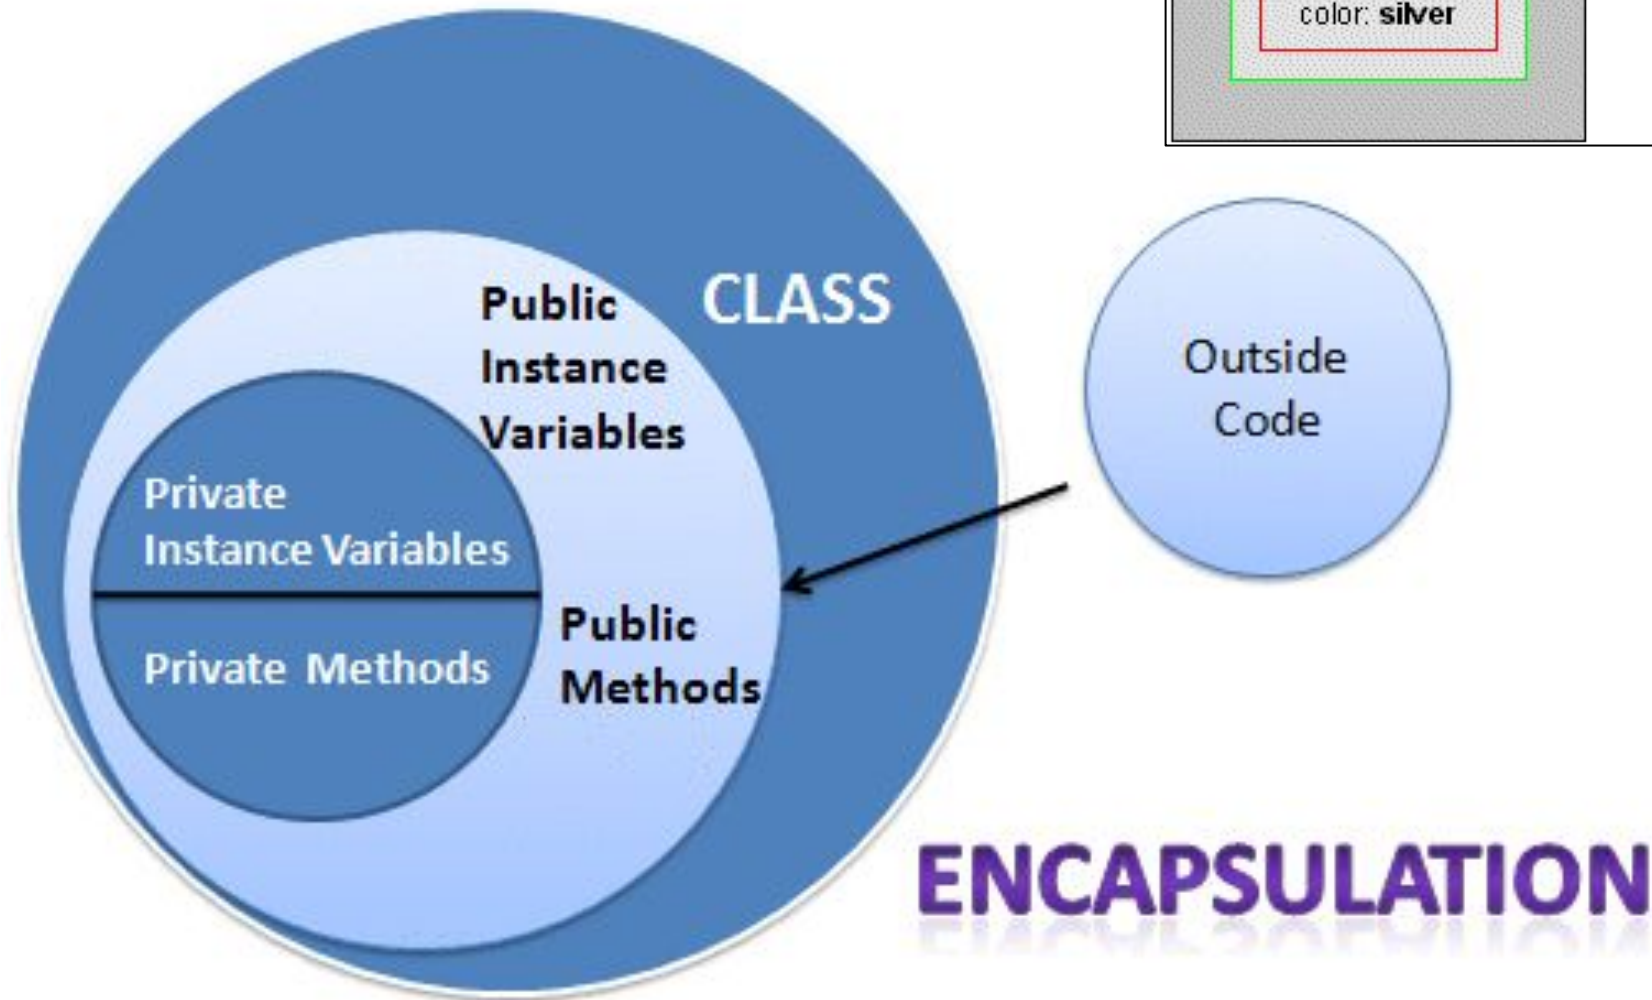 color: silver
Public
Instance
Variables
CLASS
Outside
Code
Private
Instance Variables
Public
Methods
Private Methods
ENCAPSULATION